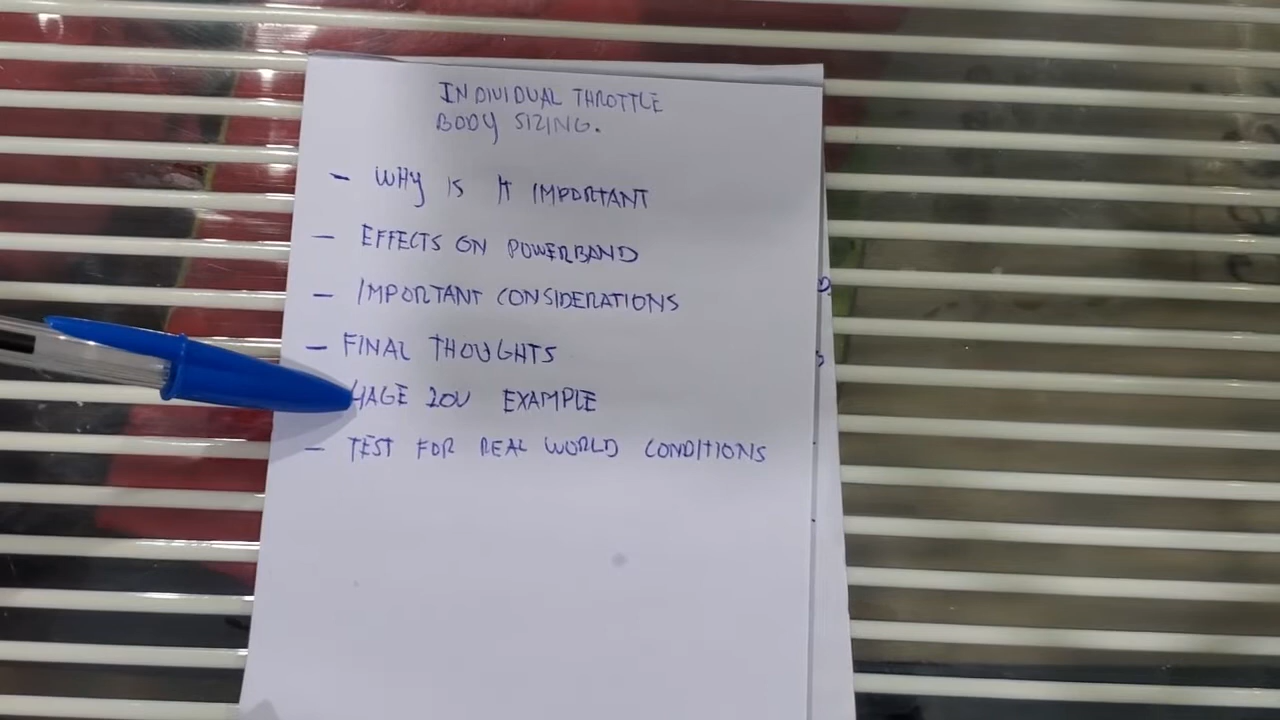 INDIVIDUAL THROTTLE
BODY SIZING.
- WHY IS IT IMPORTANT
- EFFECTS ON POWERBAND
- IMPORTANT CONSIDERATIONS
- FINAL THOUGHTS
4AGE 20V EXAMPLE
- TEST FOR REAL WORLD CONDITIONS